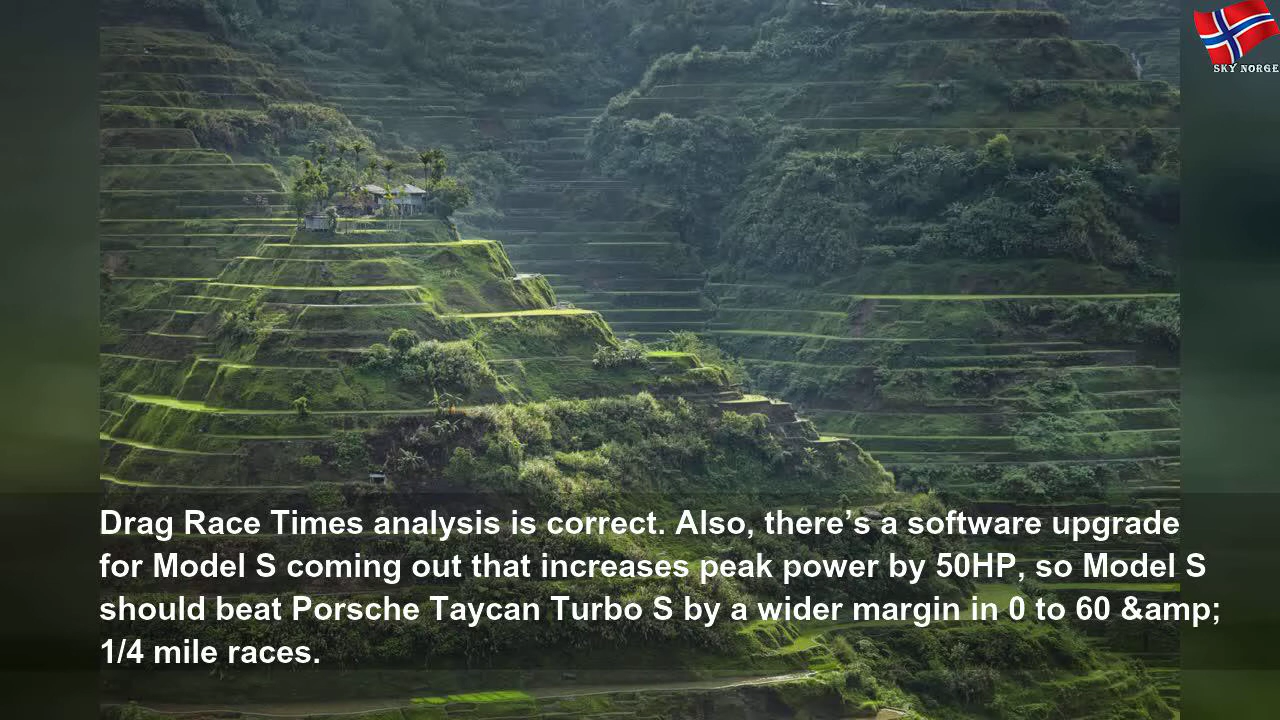 SKY NORGE
Drag Race Times analysis is correct. Also, there’s a software upgrade
for Model S coming out that increases peak power by 50HP, so Model S
should beat Porsche Taycan Turbo S by a wider margin in 0 to 60 &amp;
1/4 mile races.